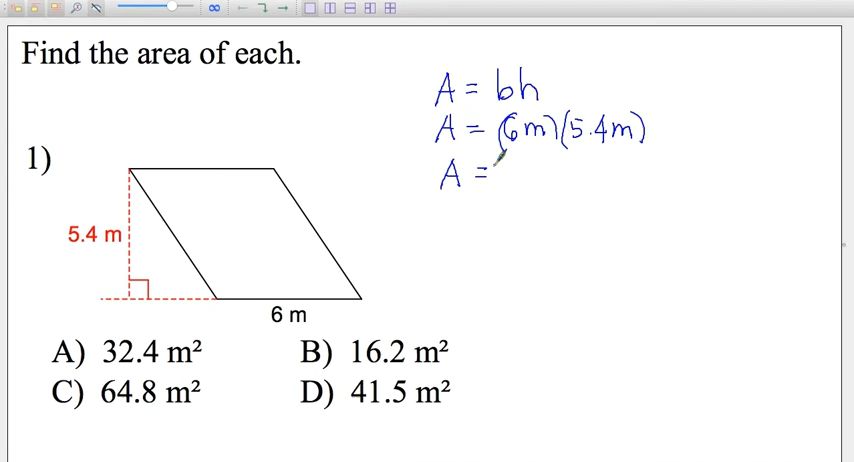 Find the area of each.
A = bh
A = (6m)(5.4m)
A =
1)
5.4 m
6 m
A) 32.4 m² B) 16.2 m²
C) 64.8 m² D) 41.5 m²